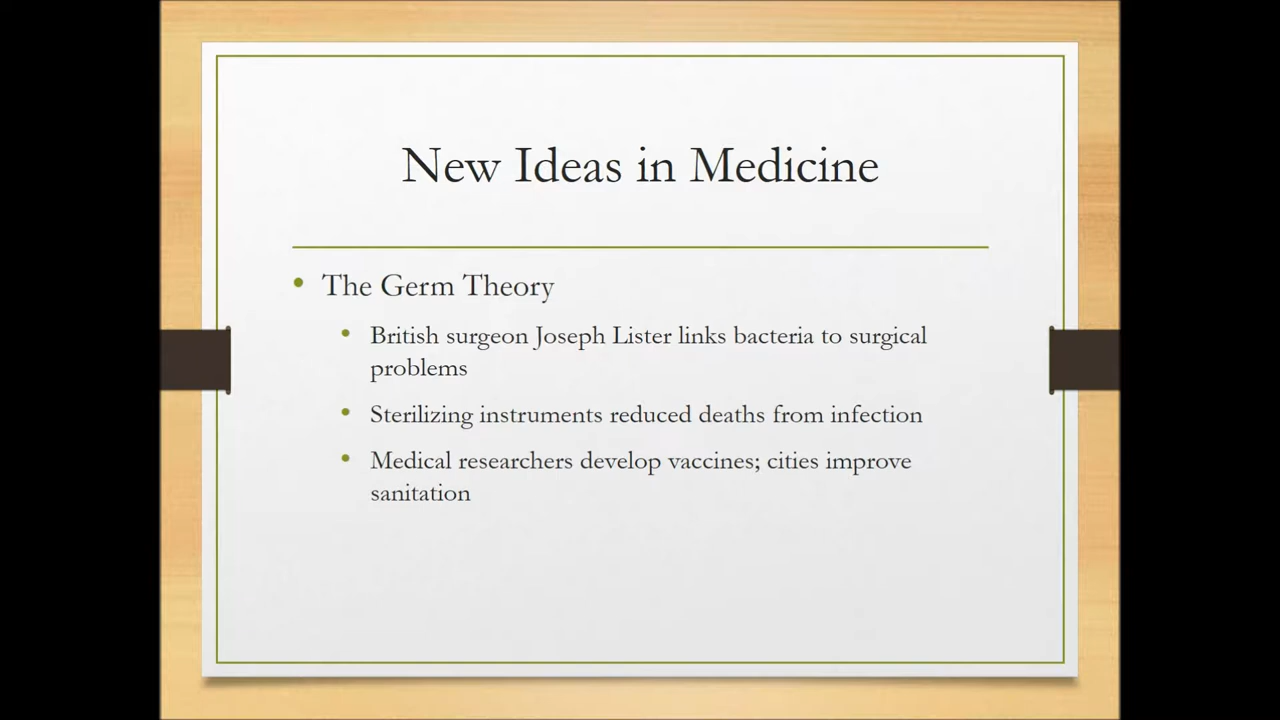 New Ideas in Medicine
• The Germ Theory
• British surgeon Joseph Lister links bacteria to surgical
problems
• Sterilizing instruments reduced deaths from infection
• Medical researchers develop vaccines; cities improve
sanitation